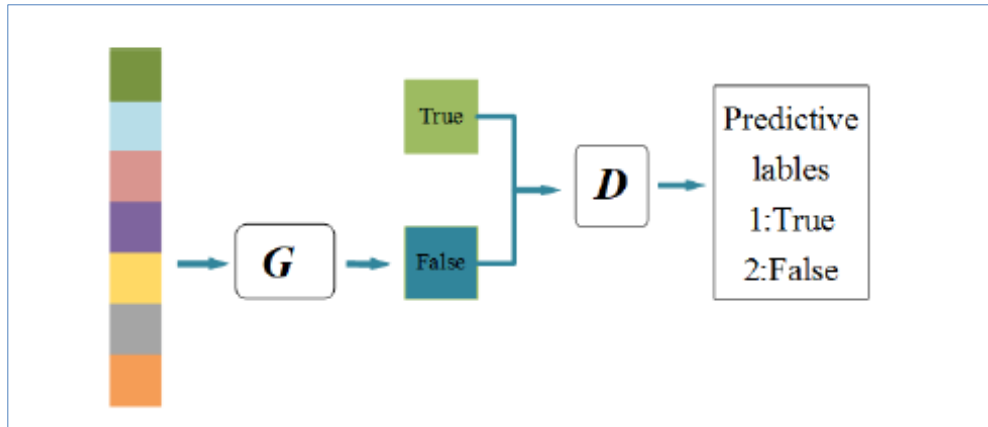 G
True
False
D
Predictive
lables
1:True
2:False